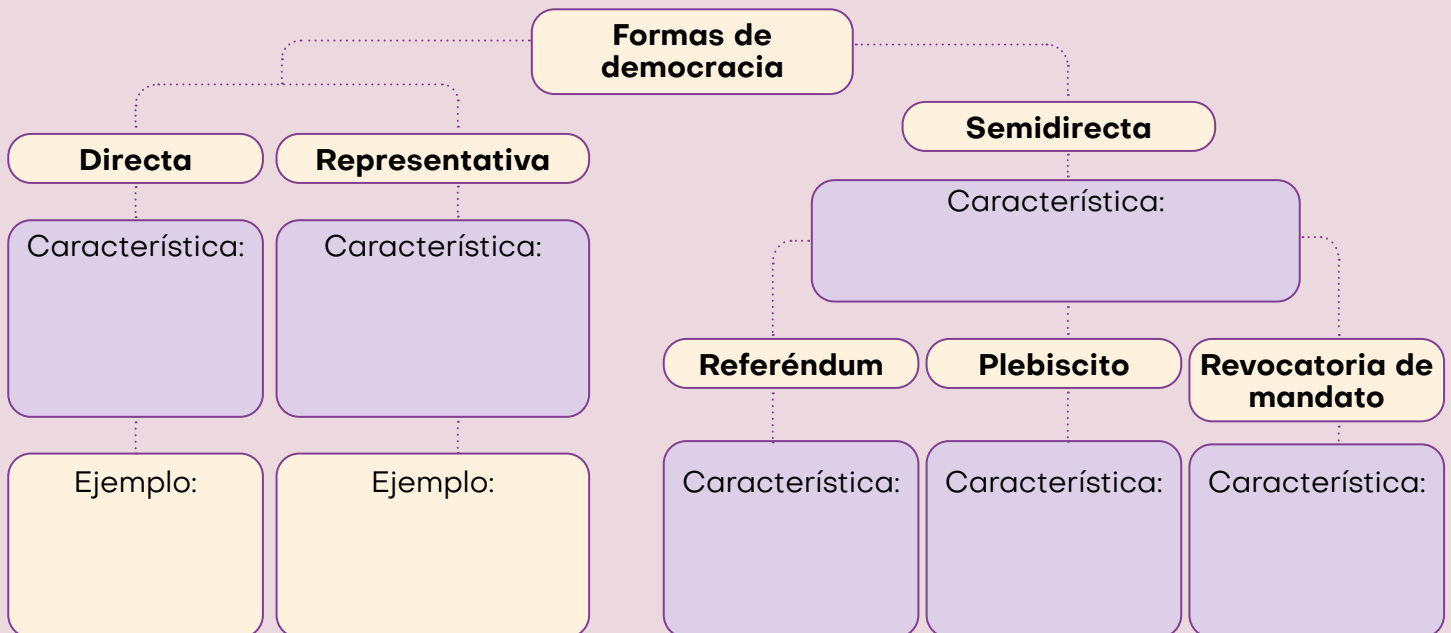 Formas de
democracia
Directa
Característica:
Ejemplo:
Representativa
Característica:
Ejemplo:
Semidirecta
Característica:
Referéndum
Característica:
Plebiscito
Característica:
Revocatoria de
mandato
Característica: